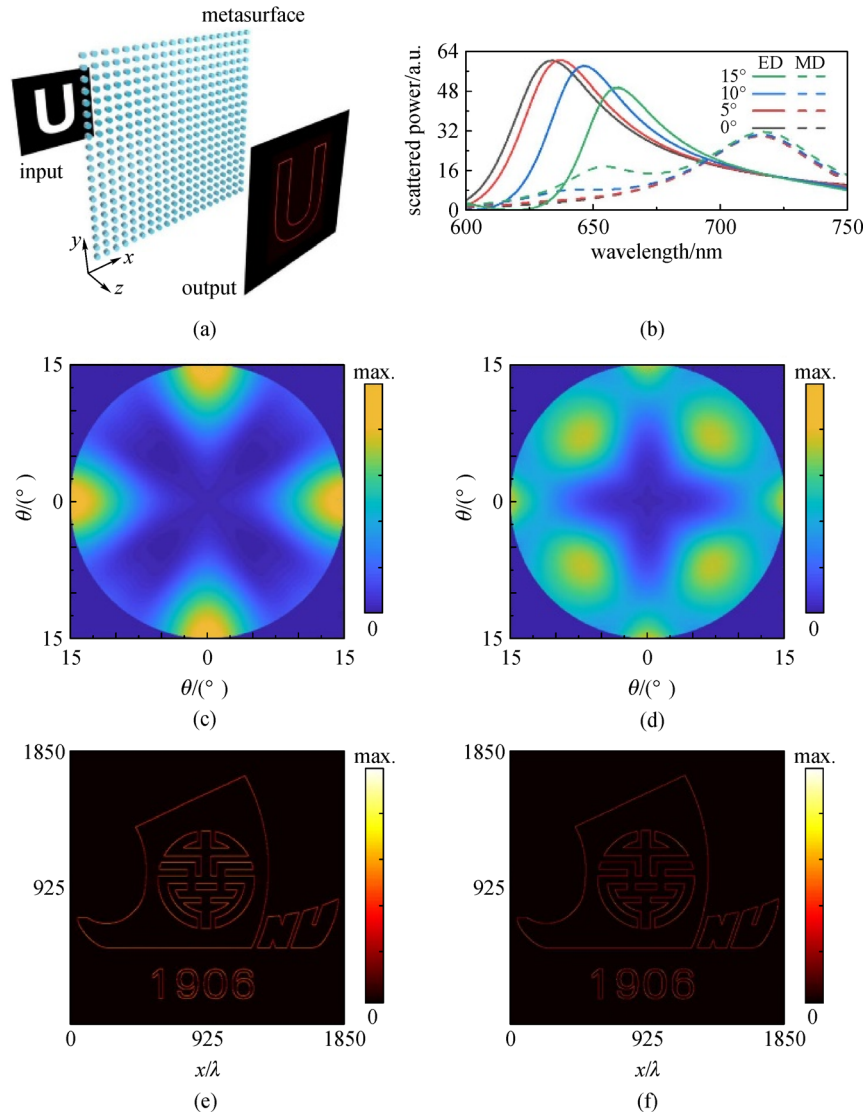 metasurface
U
input
U
y
x
z
output
(a)
scattered power/a.u.
64
48
32
16
0
ED MD
15°
10°
5°
0°
600 650 700 750
wavelength/nm
(b)
15
0
15
θ/(°)
15 0 15
θ/(°)
max.
0
(c)
15
0
15
θ/(°)
15 0 15
θ/(°)
max.
0
(d)
1850
925
0 925 1850
x/λ
NU
1906
max.
0
(e)
1850
925
0 925 1850
x/λ
NU
1906
max.
0
(f)